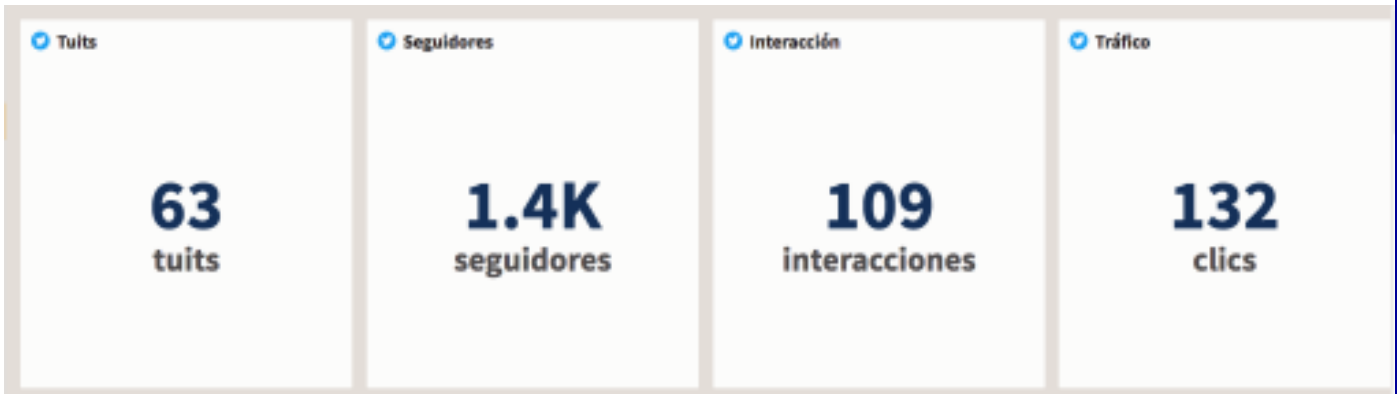 Tuits
63
tuits
Seguidores
1.4K
seguidores
Interacción
109
interacciones
Tráfico
132
clics